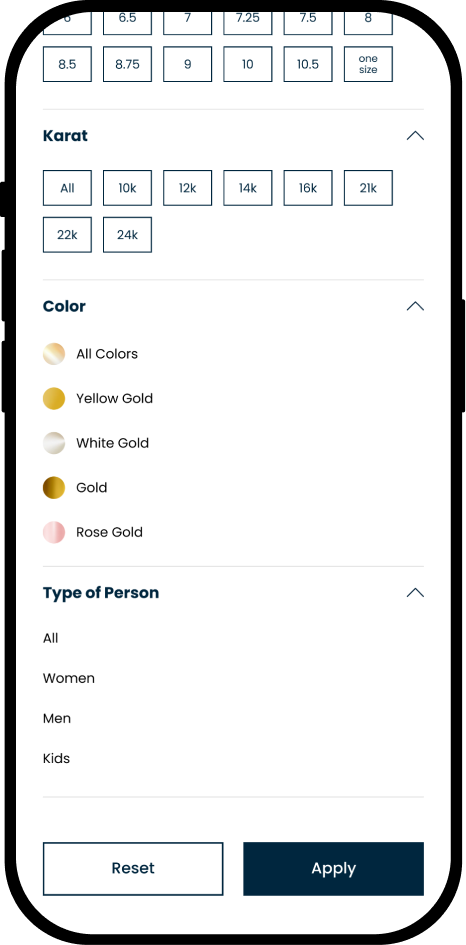 6 6.5 7 7.25 7.5 8
8.5 8.75 9 10 10.5 one size
Karat
All 10k 12k 14k 16k 21k
22k 24k
Color
All Colors
Yellow Gold
White Gold
Gold
Rose Gold
Type of Person
All
Women
Men
Kids
Reset Apply